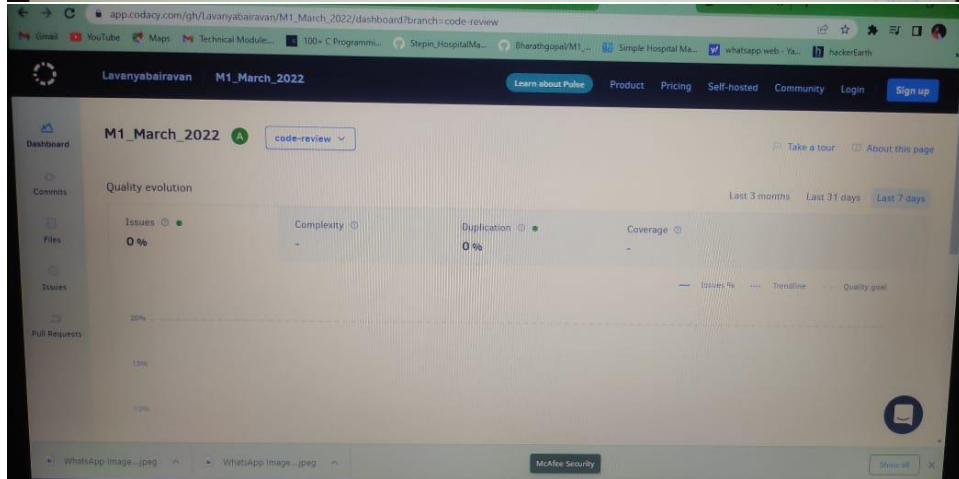 app.codacy.com/gh/Lavanyabairavan/M1_March_2022/dashboard?branch=code-review
Gmail YouTube Maps Technical Module... 100+ C Programmi... Stepin_HospitalMa... Bharathgopal/M1_... Simple Hospital Ma... whatsapp web - Ya... hackerEarth
Lavanyabairavan M1_March_2022 Learn about Pulse Product Pricing Self-hosted Community Login Sign up
Dashboard M1_March_2022 A code-review Take a tour About this page
Commits Quality evolution Last 3 months Last 31 days Last 7 days
Files Issues Complexity Duplication Coverage
0 % - 0 % -
Issues Issues % Trendline Quality goal
20%
Pull Requests
15%
10%
WhatsApp Image...jpeg WhatsApp Image...jpeg McAfee Security Show all